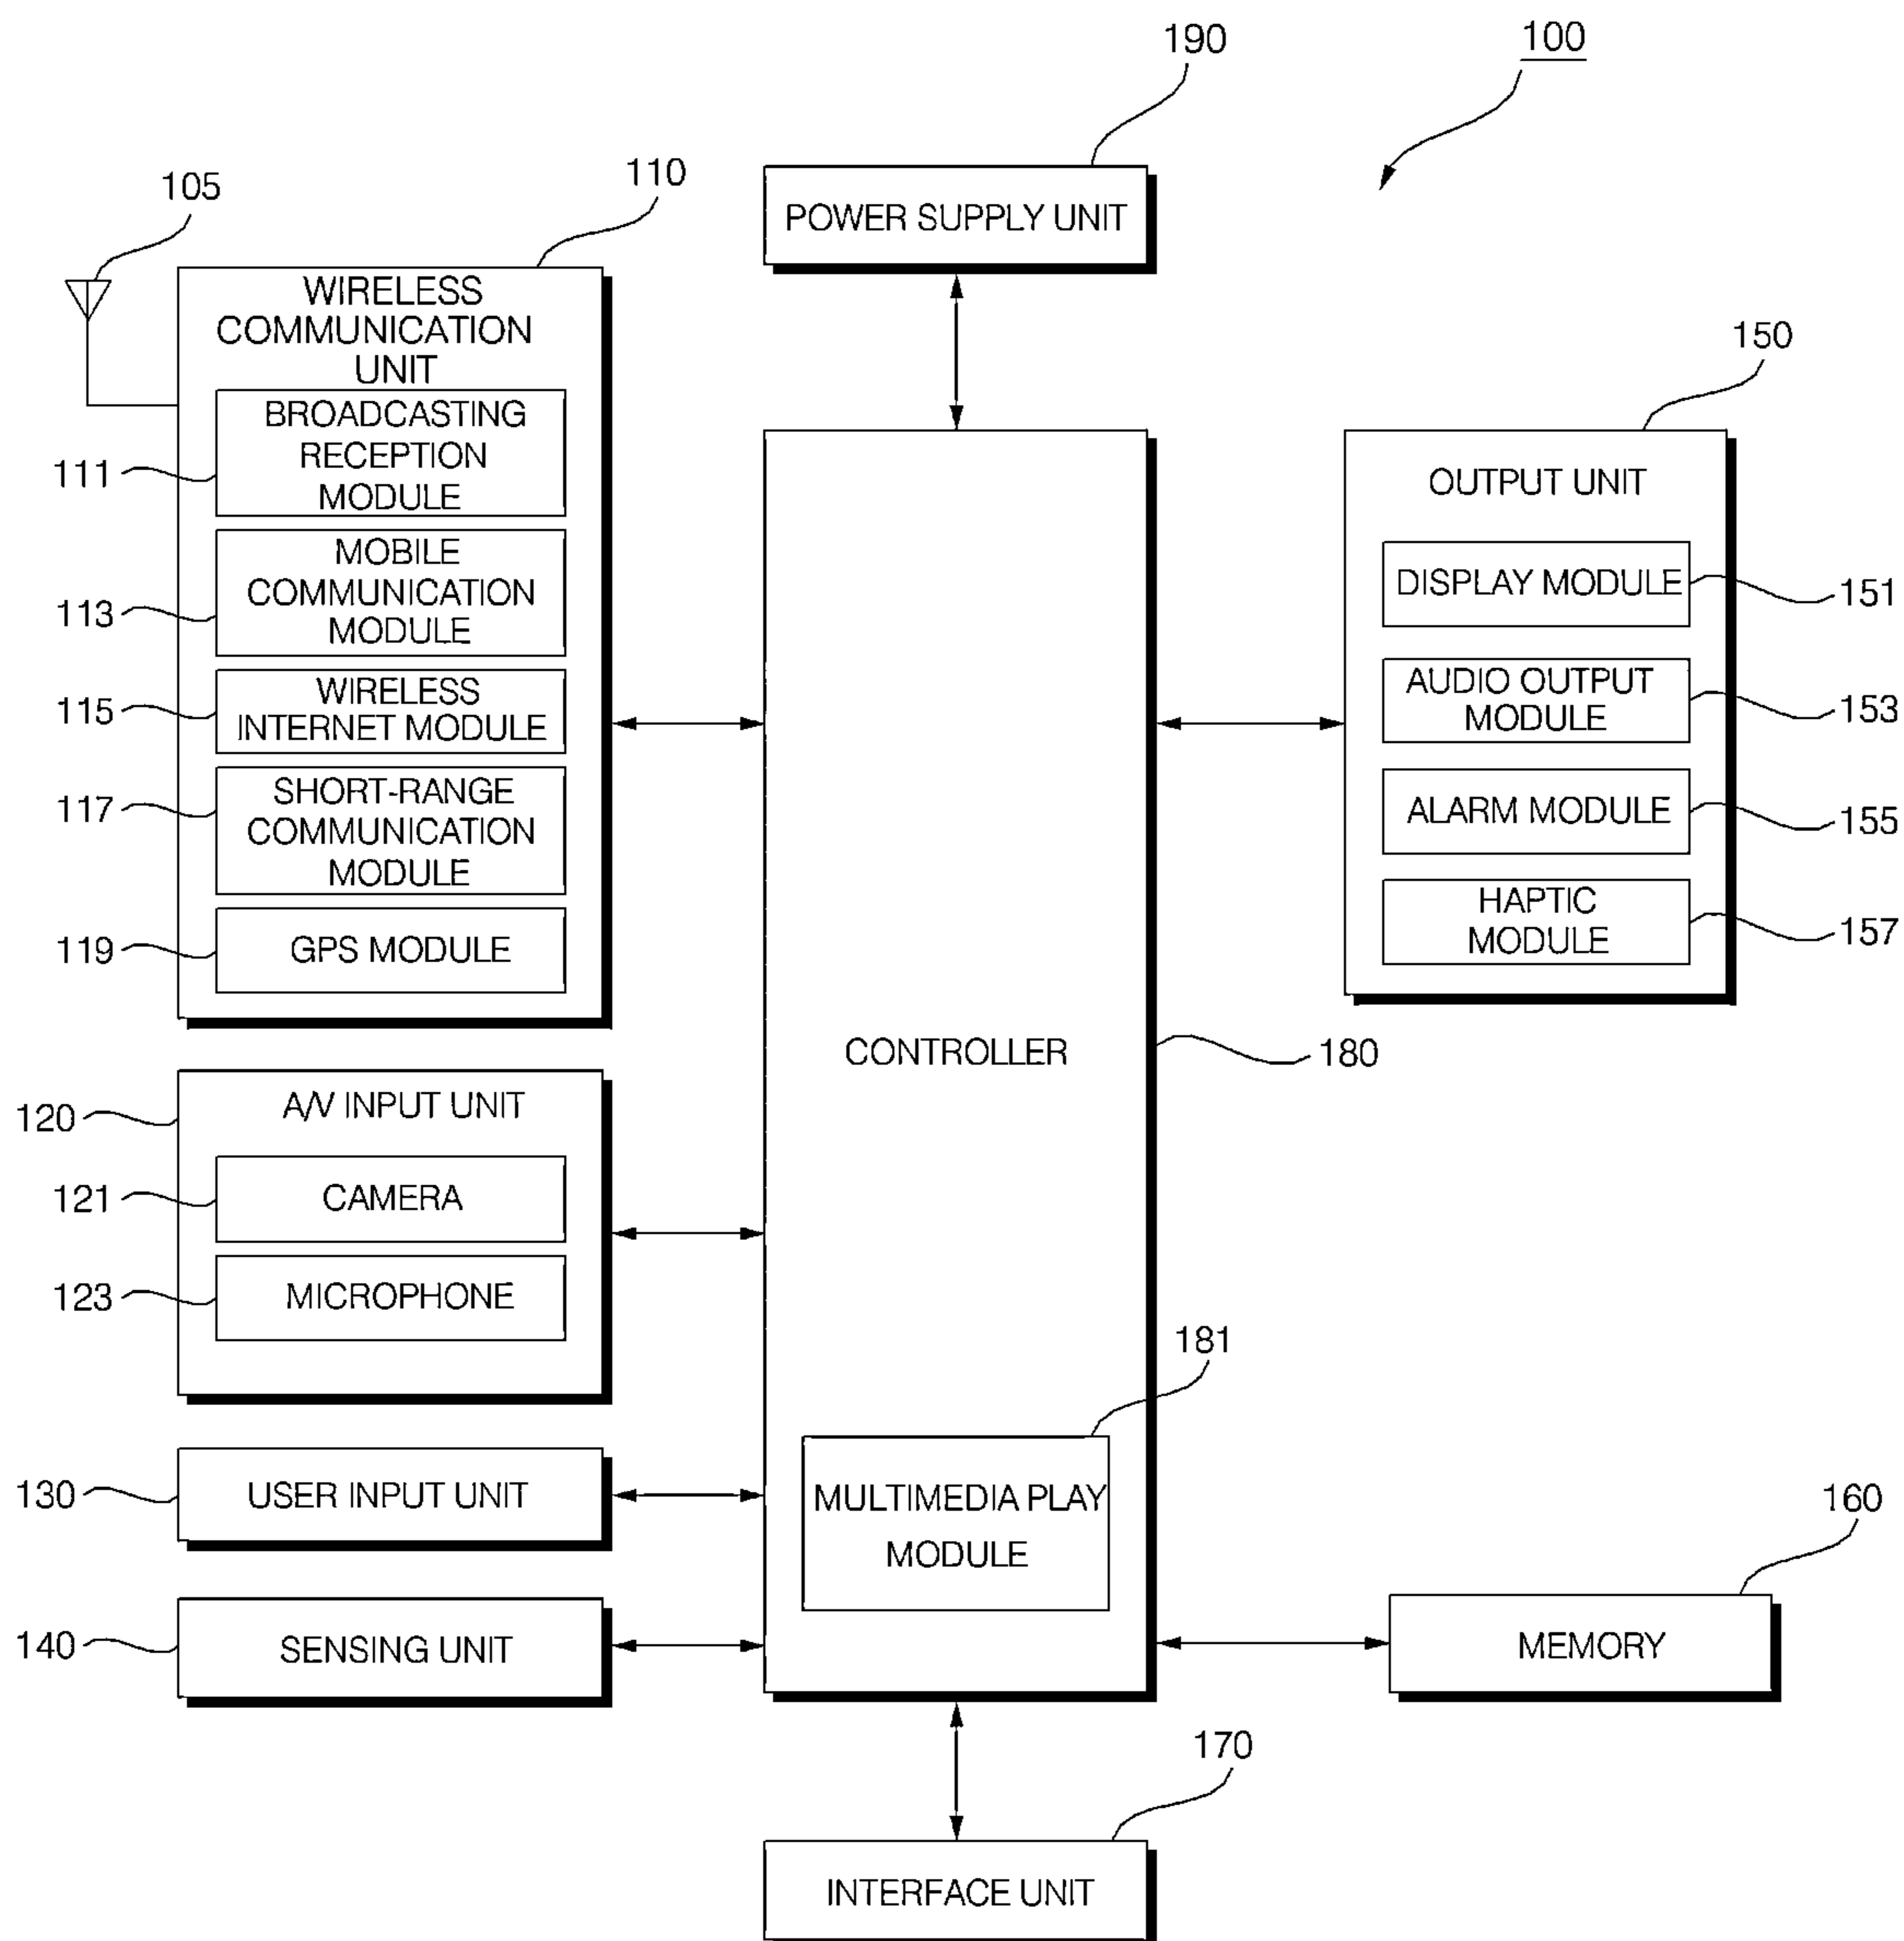 190
100
POWER SUPPLY UNIT
105
110
WIRELESS
COMMUNICATION
UNIT
BROADCASTING
RECEPTION
MODULE
111
MOBILE
COMMUNICATION
MODULE
113
WIRELESS
INTERNET MODULE
115
SHORT-RANGE
COMMUNICATION
MODULE
117
GPS MODULE
119
150
OUTPUT UNIT
DISPLAY MODULE
151
AUDIO OUTPUT
MODULE
153
ALARM MODULE
155
HAPTIC
MODULE
157
CONTROLLER
180
120
A/V INPUT UNIT
121
CAMERA
123
MICROPHONE
181
MULTIMEDIA PLAY
MODULE
130
USER INPUT UNIT
140
SENSING UNIT
160
MEMORY
170
INTERFACE UNIT